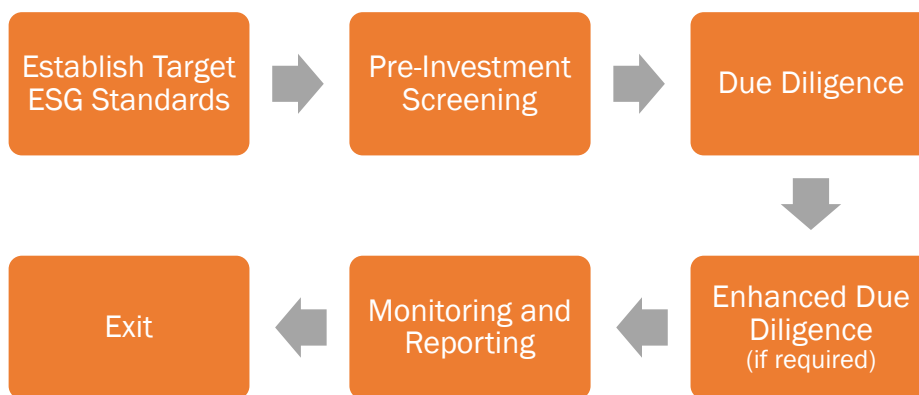 Establish Target
ESG Standards
Pre-Investment
Screening
Due Diligence
Enhanced Due
Diligence
(if required)
Monitoring and
Reporting
Exit